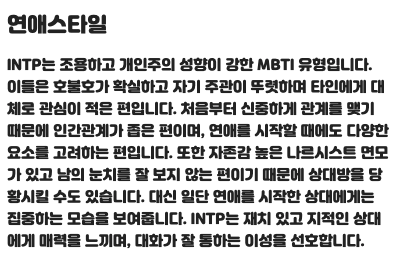 연애스타일
INTP는 조용하고 개인주의 성향이 강한 MBTI 유형입니다.
이들은 호불호가 확실하고 자기 주관이 뚜렷하며 타인에게 대
체로 관심이 적은 편입니다. 처음부터 신중하게 관계를 맺기
때문에 인간관계가 좁은 편이며, 연애를 시작할 때에도 다양한
요소를 고려하는 편입니다. 또한 자존감 높은 나르시스트 면모
가 있고 남의 눈치를 잘 보지 않는 편이기 때문에 상대방을 당
황시킬 수도 있습니다. 대신 일단 연애를 시작한 상대에게는
집중하는 모습을 보여줍니다. INTP는 재치 있고 지적인 상대
에게 매력을 느끼며, 대화가 잘 통하는 이성을 선호합니다.